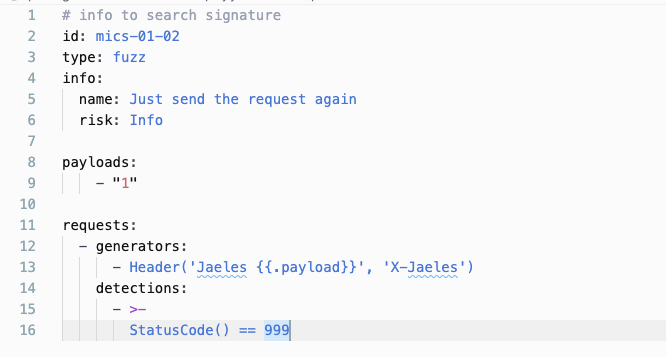 1 # info to search signature
2 id: mics-01-02
3 type: fuzz
4 info:
5 name: Just send the request again
6 risk: Info
7
8 payloads:
9 - "1"
10
11 requests:
12 - generators:
13 - Header('Jaeles {{.payload}}', 'X-Jaeles')
14 detections:
15 - >-
16 StatusCode() == 999